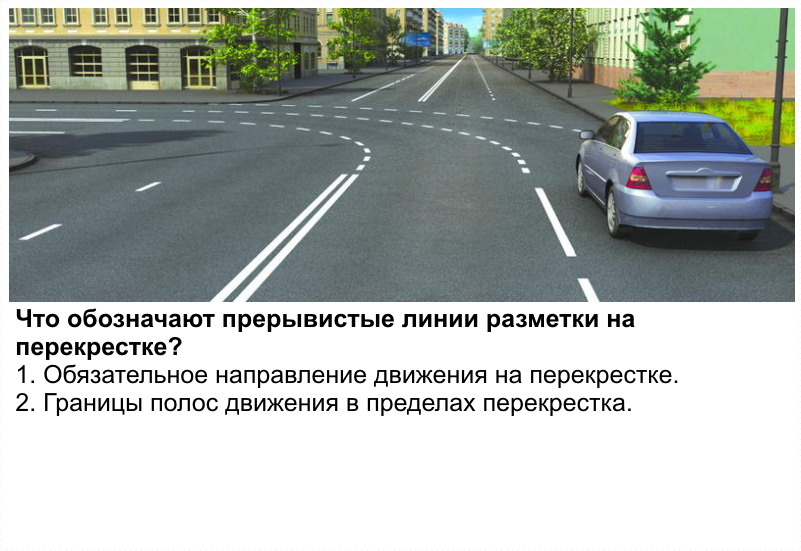 Что обозначают прерывистые линии разметки на
перекрестке?
1. Обязательное направление движения на перекрестке.
2. Границы полос движения в пределах перекрестка.